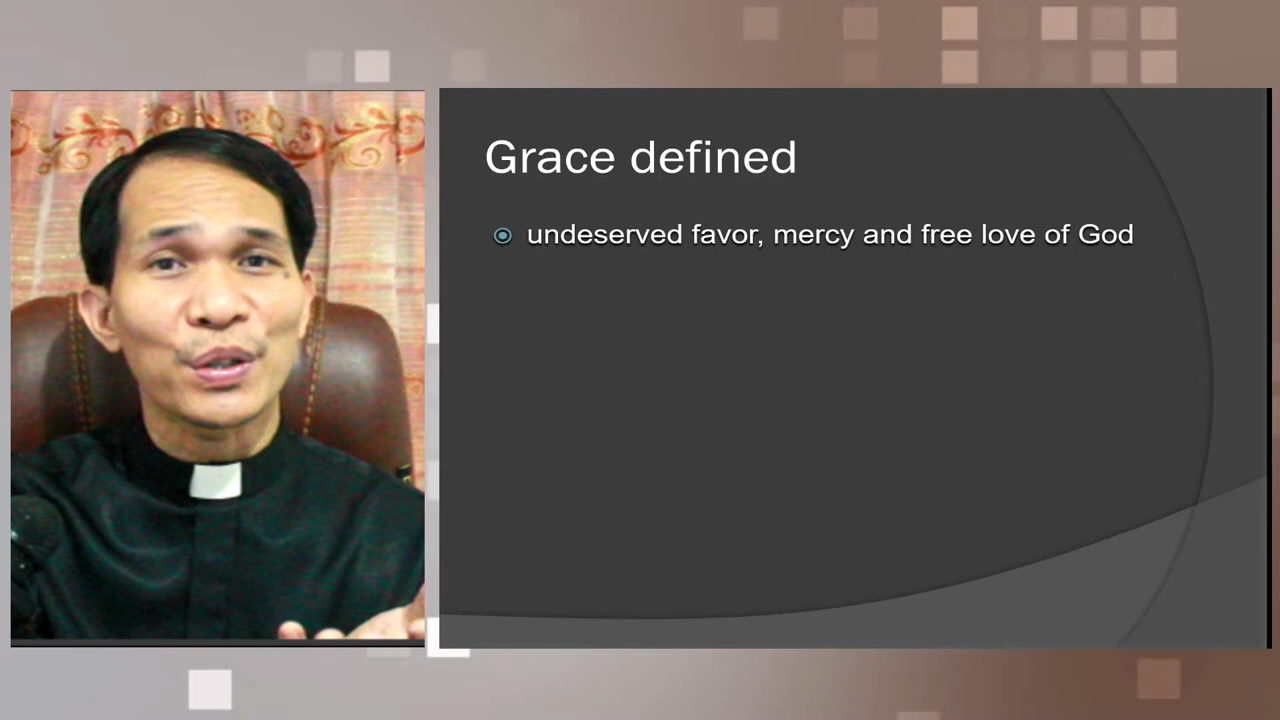 Grace defined
undeserved favor, mercy and free love of God